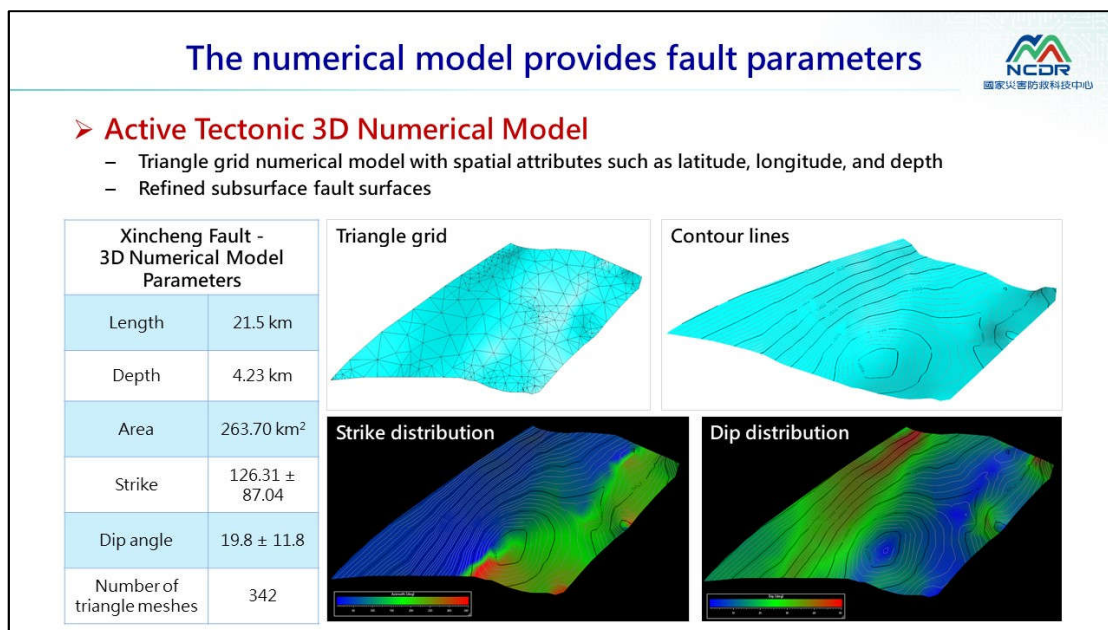 The numerical model provides fault parameters
NCDR
國家災害防救科技中心
➢ Active Tectonic 3D Numerical Model
– Triangle grid numerical model with spatial attributes such as latitude, longitude, and depth
– Refined subsurface fault surfaces
Xincheng Fault -
3D Numerical Model
Parameters
Length 21.5 km
Depth 4.23 km
Area 263.70 km²
Strike 126.31 ±
87.04
Dip angle 19.8 ± 11.8
Number of
triangle meshes 342
Triangle grid
Contour lines
Strike distribution
Dip distribution